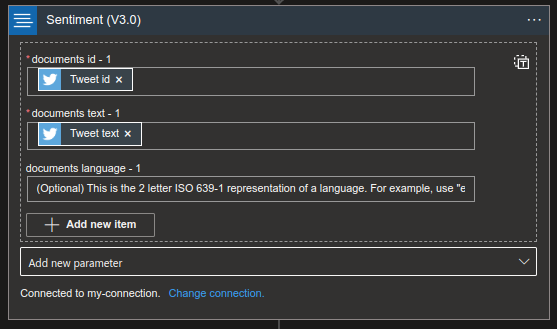 Sentiment (V3.0)
* documents id - 1
Tweet id ×
* documents text - 1
Tweet text ×
documents language - 1
(Optional) This is the 2 letter ISO 639-1 representation of a language. For example, use "e
Add new item
Add new parameter
Connected to my-connection. Change connection.